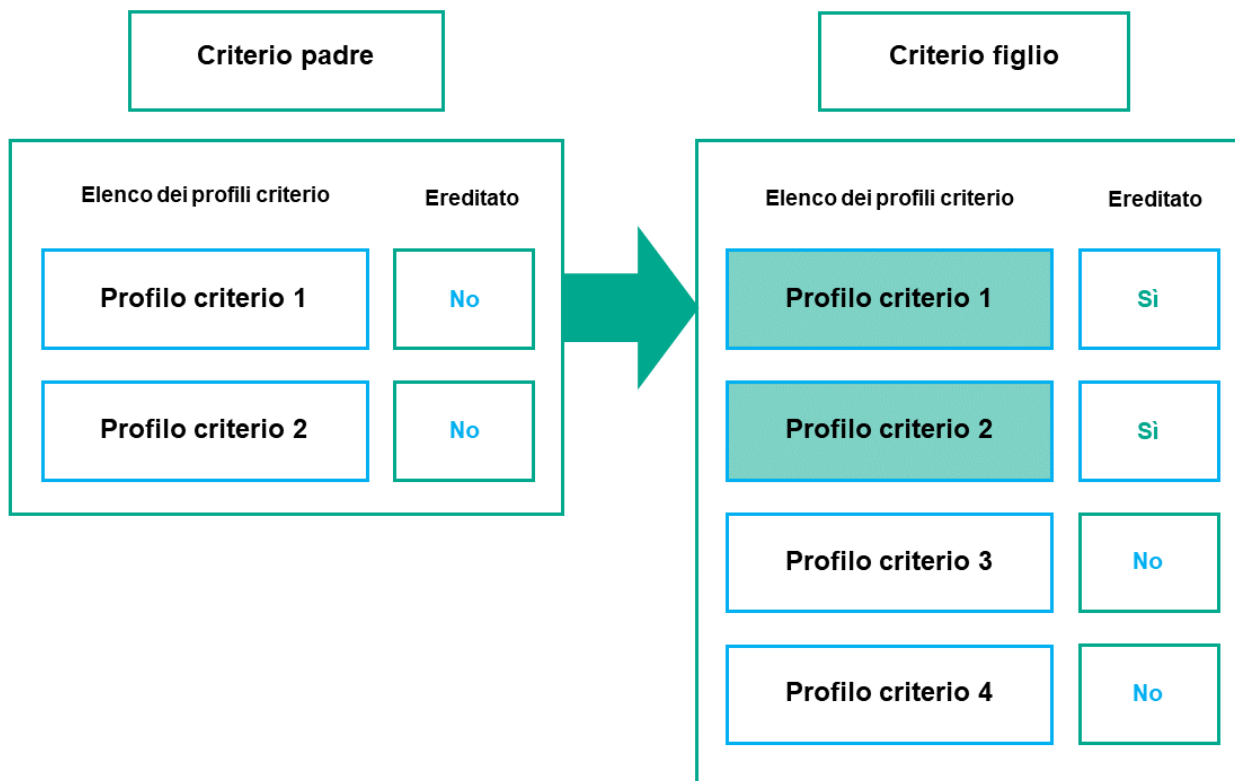 Criterio padre
Criterio figlio
Elenco dei profili criterio
Ereditato
Profilo criterio 1
No
Profilo criterio 2
No
Elenco dei profili criterio
Ereditato
Profilo criterio 1
Sì
Profilo criterio 2
Sì
Profilo criterio 3
No
Profilo criterio 4
No